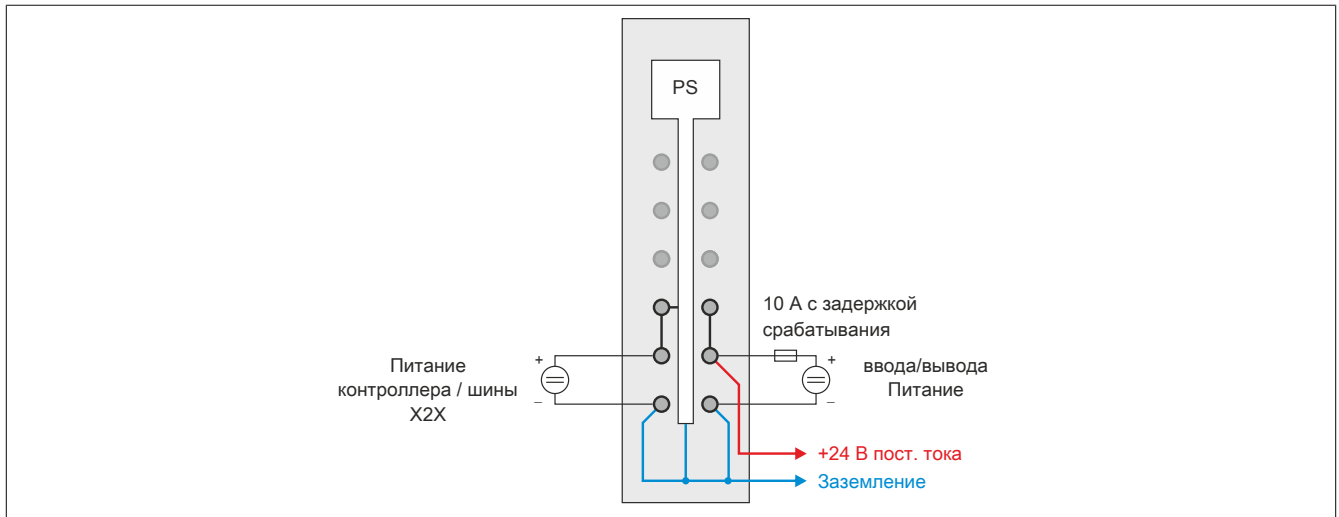 PS
10 А с задержкой
срабатывания
Питание
контроллера / шины
X2X
+
–
+
–
ввода/вывода
Питание
+24 В пост. тока
Заземление